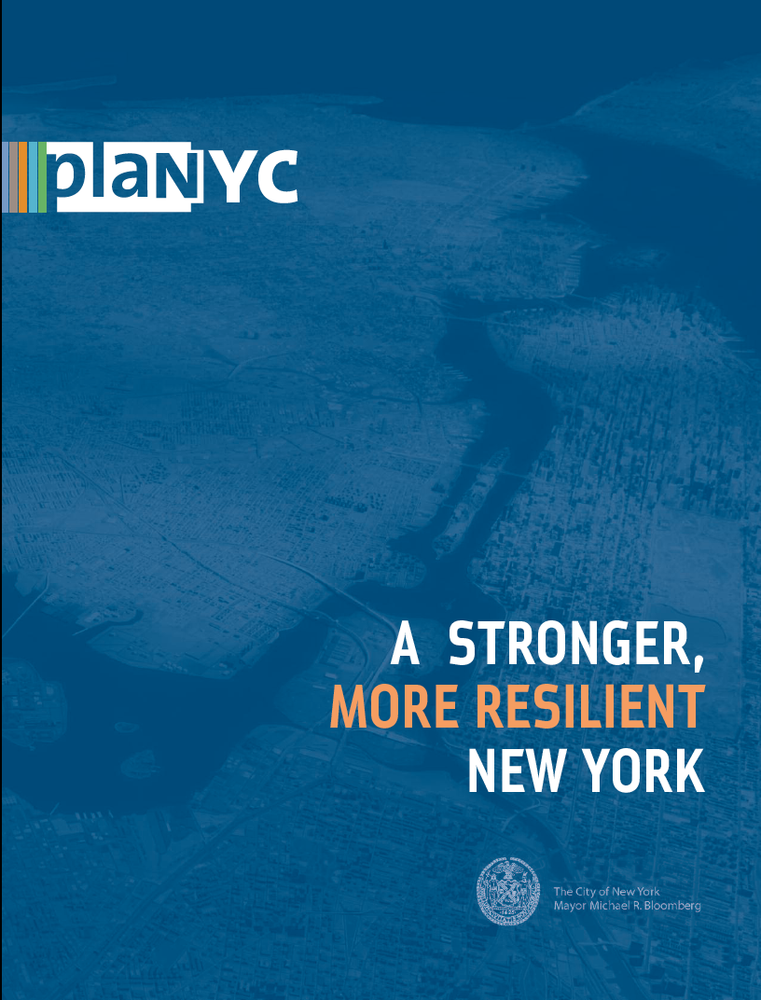 plaNYC
A STRONGER,
MORE RESILIENT
NEW YORK
The City of New York
Mayor Michael R. Bloomberg